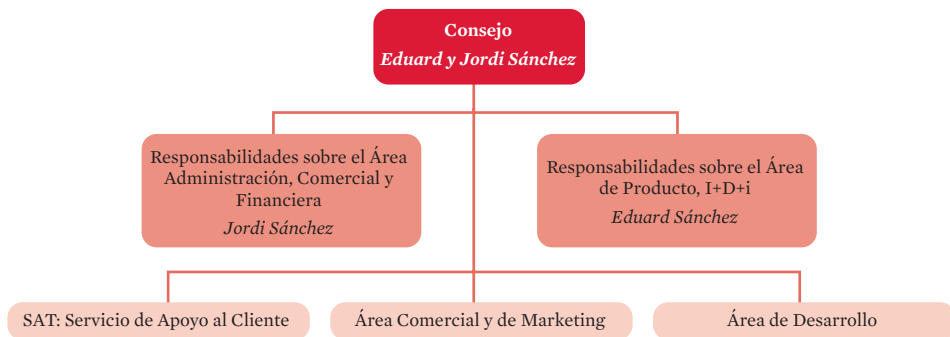 Consejo
Eduard y Jordi Sánchez
Responsabilidades sobre el Área
Administración, Comercial y
Financiera
Jordi Sánchez
Responsabilidades sobre el Área
de Producto, I+D+i
Eduard Sánchez
SAT: Servicio de Apoyo al Cliente
Área Comercial y de Marketing
Área de Desarrollo